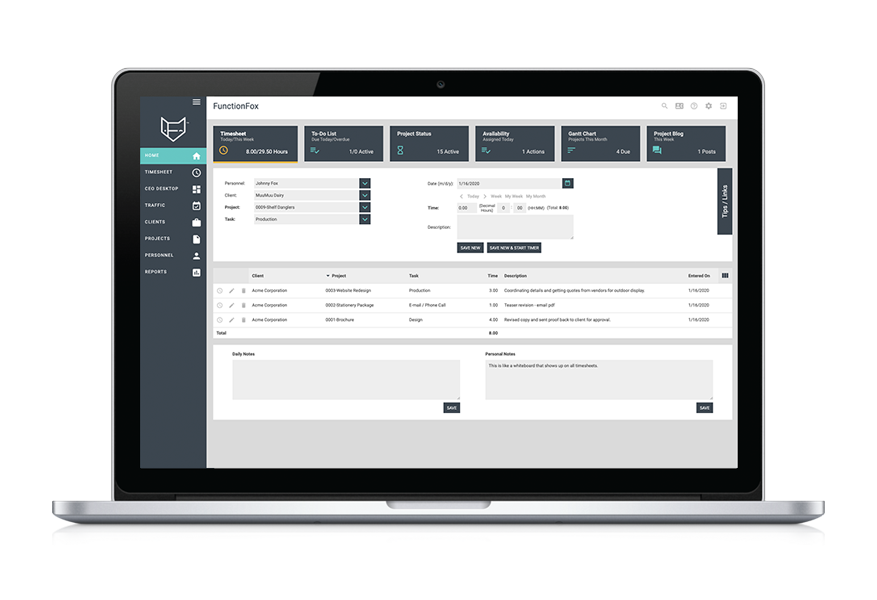 FunctionFox
HOME
TIMESHEET
CEO DESKTOP
TRAFFIC
CLIENTS
PROJECTS
PERSONNEL
REPORTS
Timesheet
Today/This Week
8.00/29.50 Hours
To-Do List
Due Today/Overdue
1/0 Active
Project Status
15 Active
Availability
Assigned Today
1 Actions
Gantt Chart
Projects This Month
4 Due
Project Blog
This Week
1 Posts
Personnel: Johnny Fox
Client: MuuMuu Dairy
Project: 0009-Shelf Danglers
Task: Production
Date (m/d/y): 1/16/2020
Today Week My Week My Month
Time: 0.00 (Decimal Hours) 0 : 00 (HH:MM) (Total: 8.00)
Description:
SAVE NEW SAVE NEW & START TIMER
Tips / Links
Client Project Task Time Description Entered On
Acme Corporation 0003-Website Redesign Production 3.00 Coordinating details and getting quotes from vendors for outdoor display. 1/16/2020
Acme Corporation 0002-Stationery Package E-mail / Phone Call 1.00 Teaser revision - email pdf 1/16/2020
Acme Corporation 0001-Brochure Design 4.00 Revised copy and sent proof back to client for approval. 1/16/2020
Total 8.00
Daily Notes
SAVE
Personal Notes
This is like a whiteboard that shows up on all timesheets.
SAVE